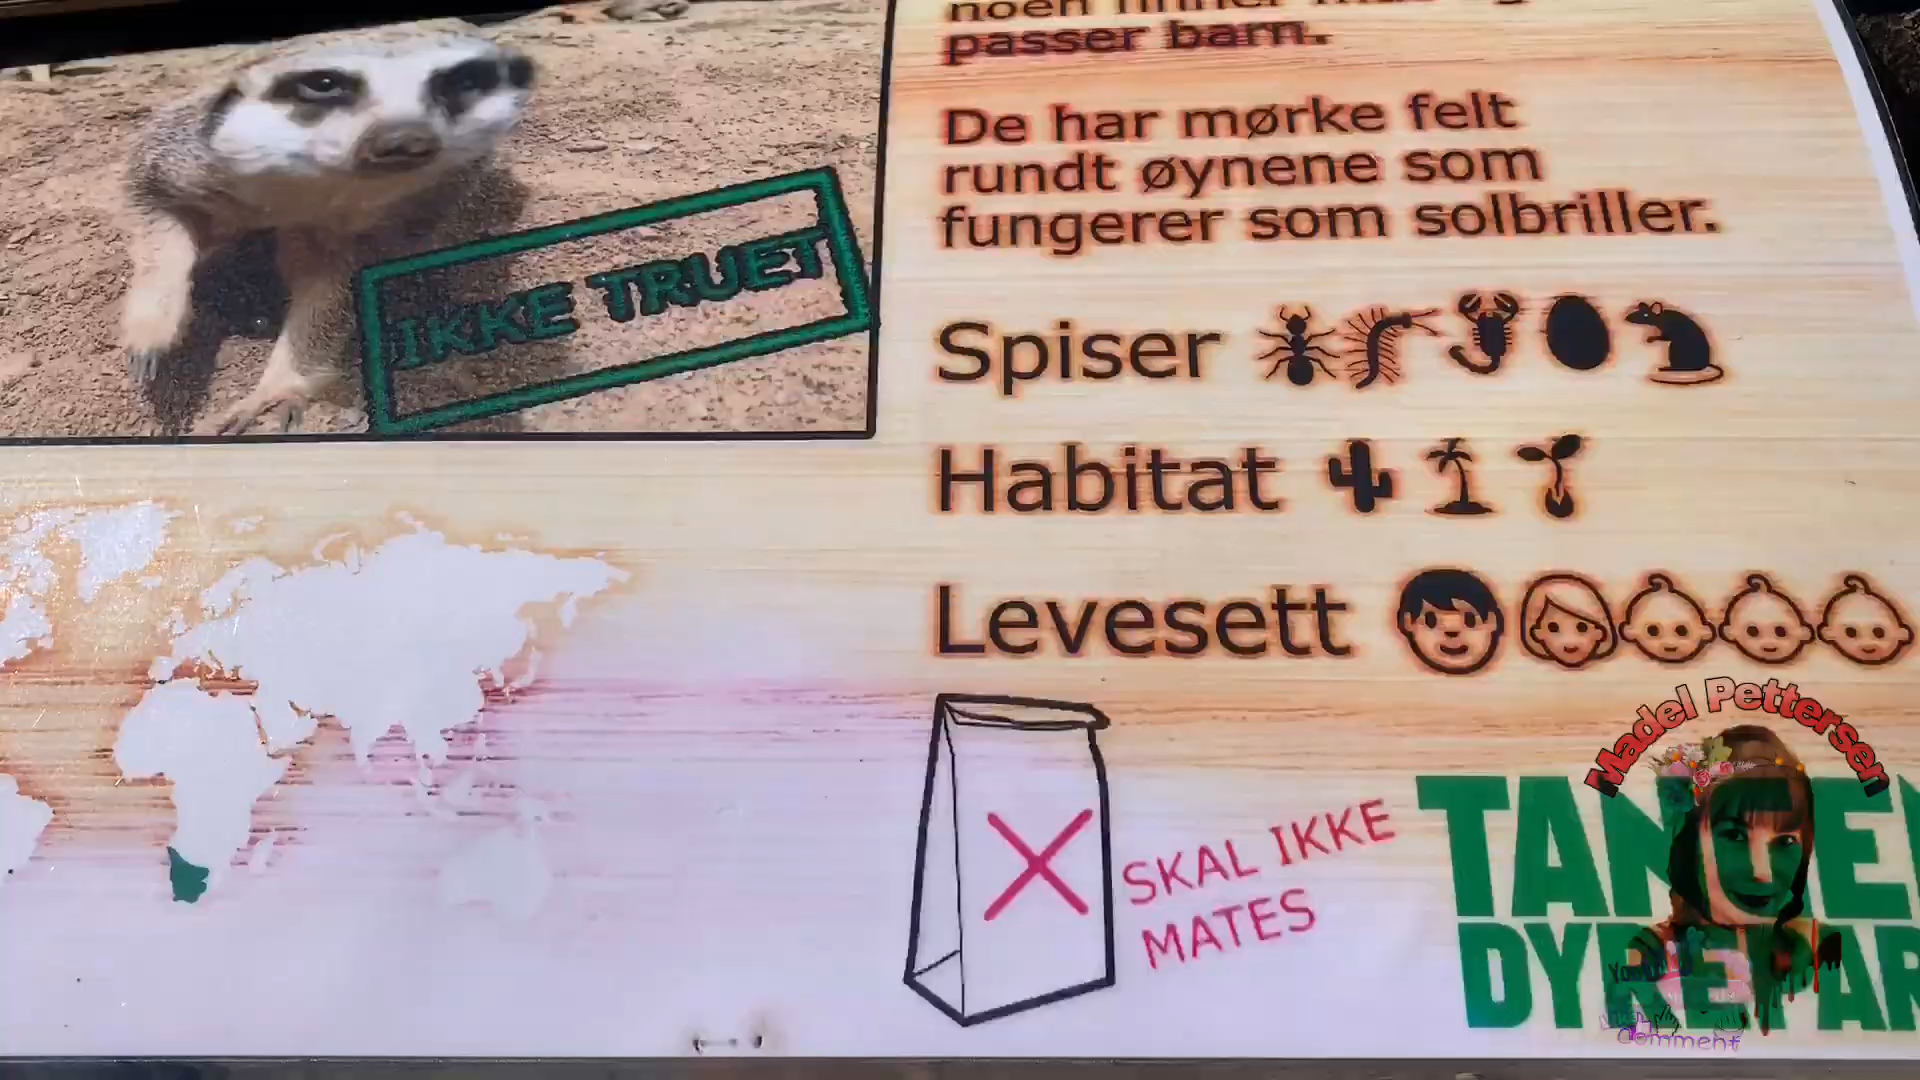 passer barn.
De har mørke felt
rundt øynene som
fungerer som solbriller.
IKKE TRUET
Spiser
Habitat
Levesett
SKAL IKKE
MATES
Madel Pettersen
DYREPAR
Comment